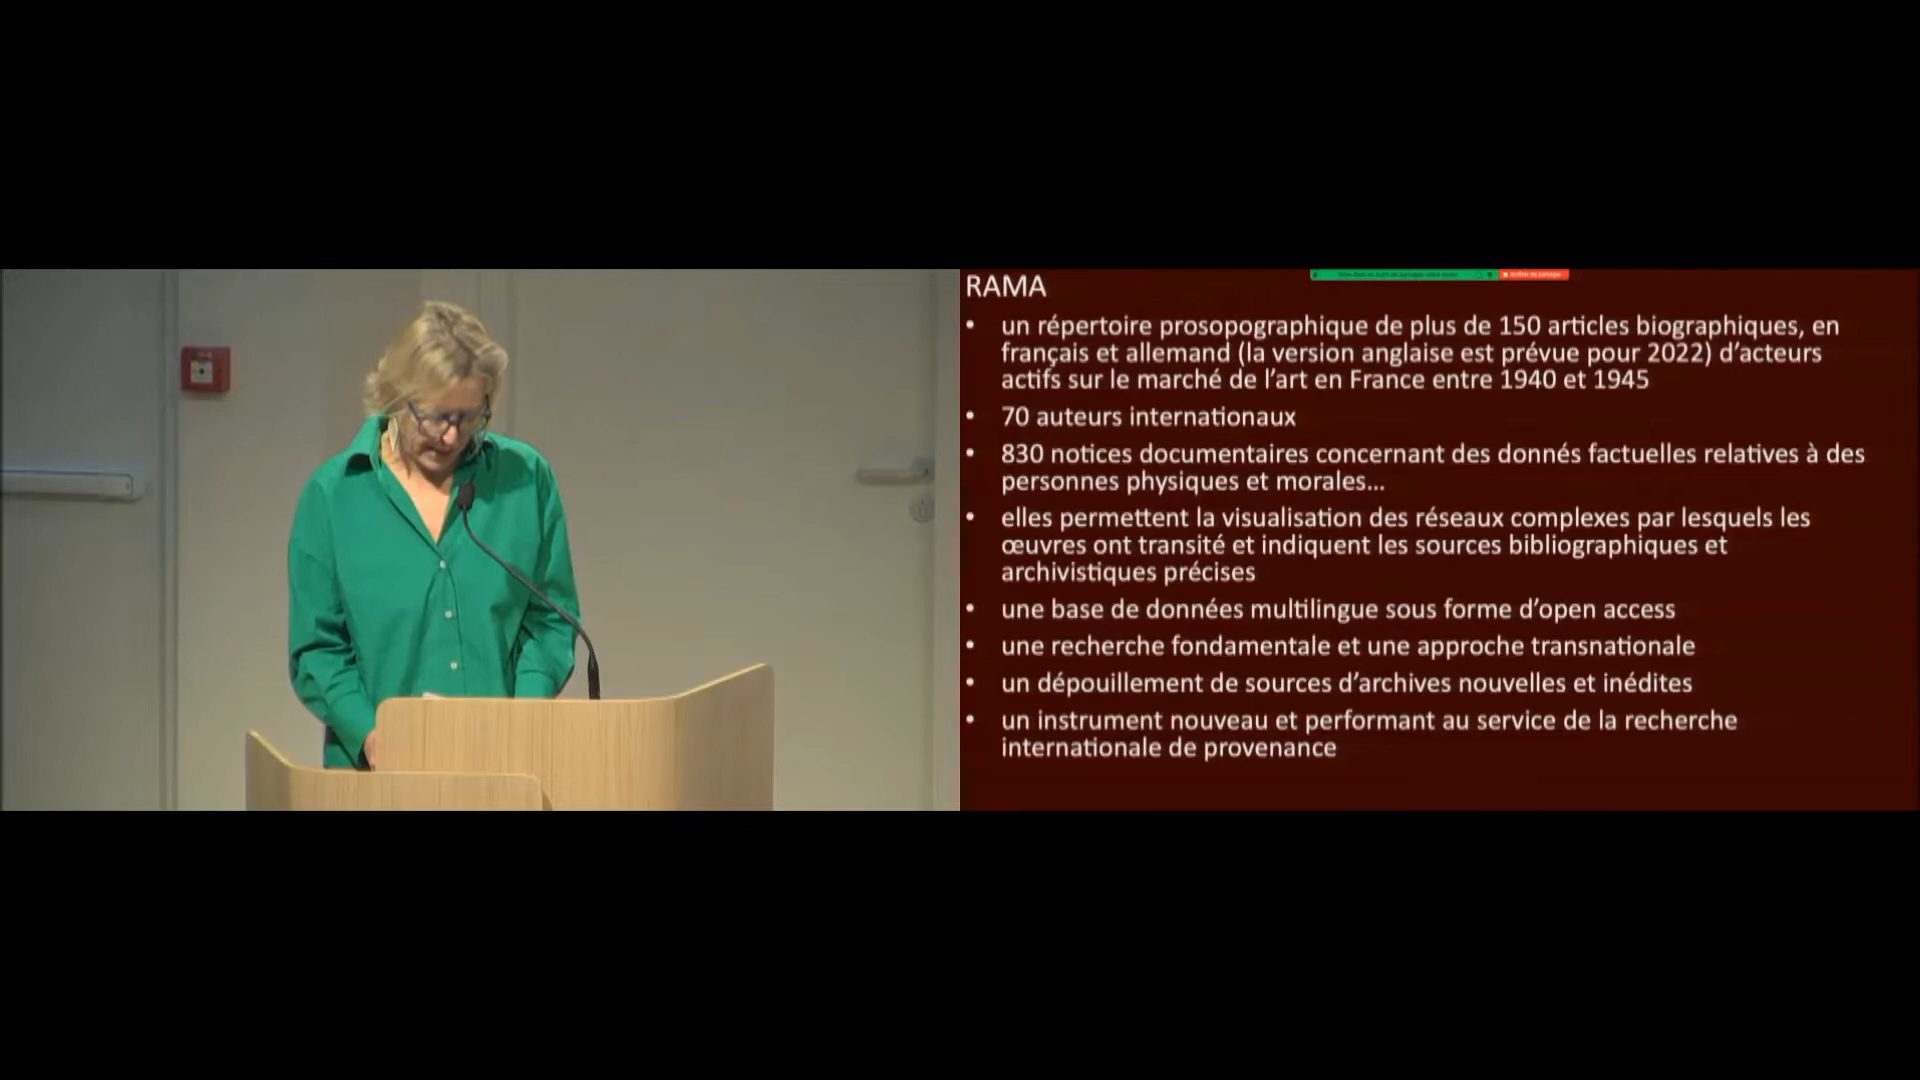 RAMA
• un répertoire prosopographique de plus de 150 articles biographiques, en
français et allemand (la version anglaise est prévue pour 2022) d’acteurs
actifs sur le marché de l’art en France entre 1940 et 1945
• 70 auteurs internationaux
• 830 notices documentaires concernant des donnés factuelles relatives à des
personnes physiques et morales...
• elles permettent la visualisation des réseaux complexes par lesquels les
œuvres ont transité et indiquent les sources bibliographiques et
archivistiques précises
• une base de données multilingue sous forme d’open access
• une recherche fondamentale et une approche transnationale
• un dépouillement de sources d’archives nouvelles et inédites
• un instrument nouveau et performant au service de la recherche
internationale de provenance